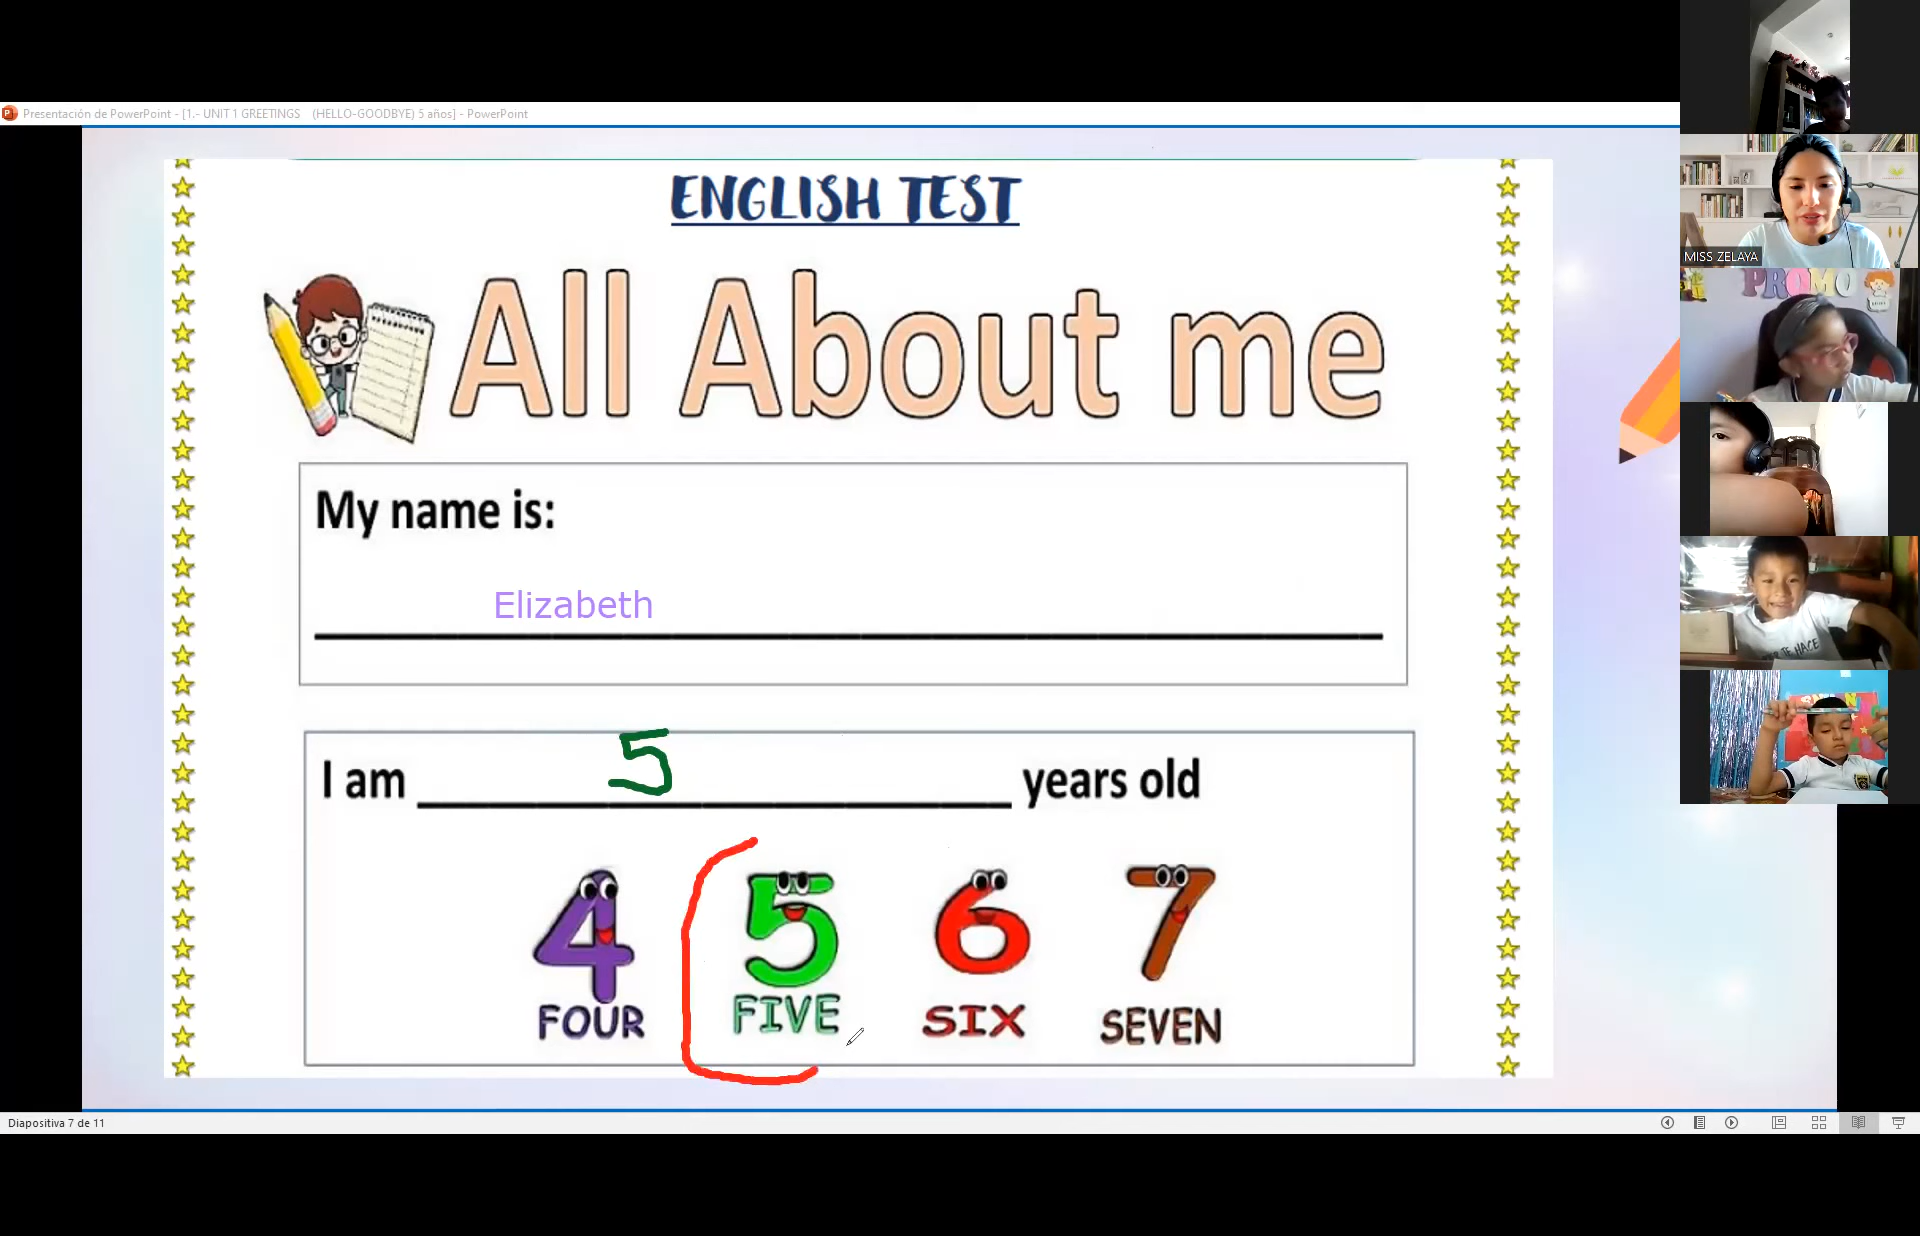 Presentación de PowerPoint - [1.- UNIT 1 GREETINGS (HELLO-GOODBYE) 5 años] - PowerPoint
ENGLISH TEST
All About me
My name is:
Elizabeth
I am 5 years old
4 5 6 7
FOUR FIVE SIX SEVEN
Diapositiva 7 de 11
MISS ZELAYA
PROMO
TE HACE